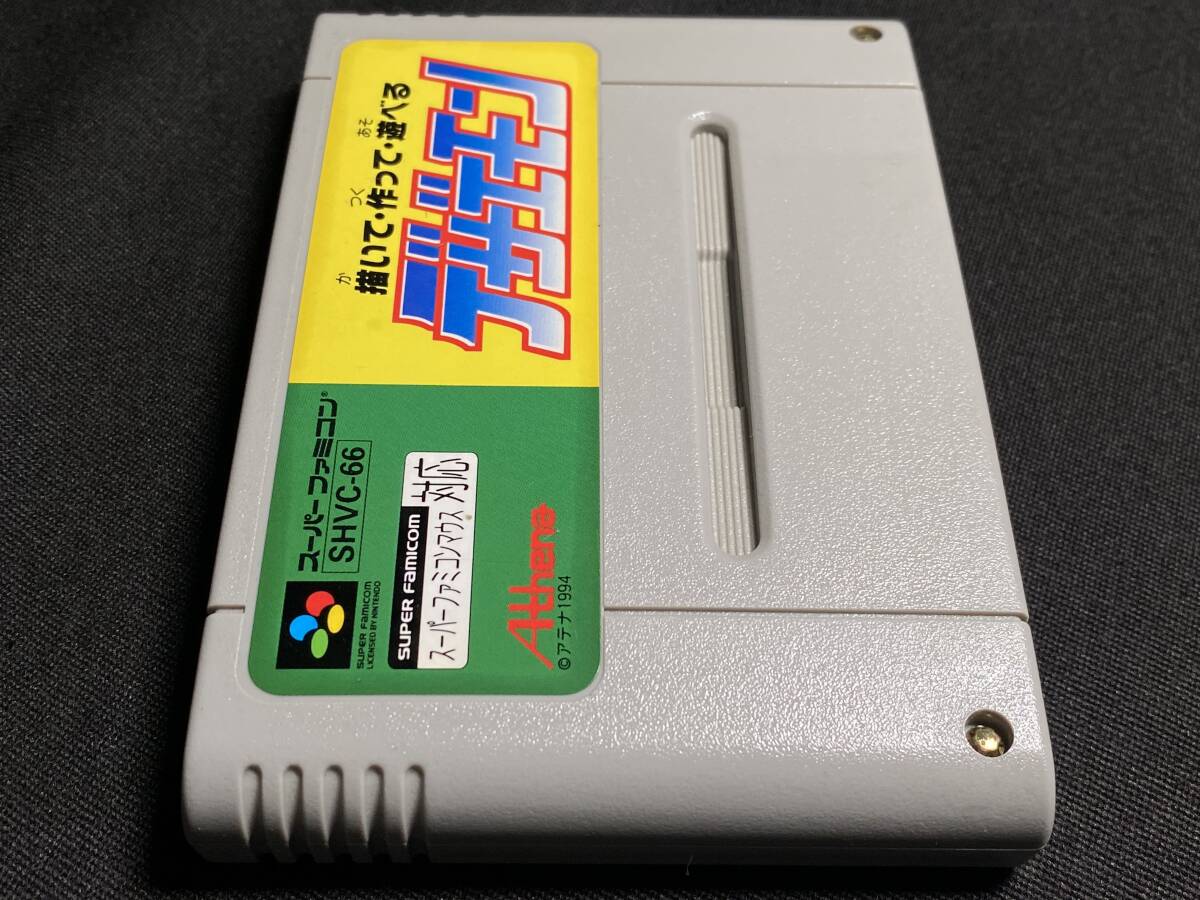 か つく あそ
描いて・作って・遊べる
デザエモン
スーパーファミコン®
SHVC-66
SUPER FAMICOM
LICENSED BY NINTENDO
SUPER FAMICOM
スーパーファミコンマウス対応
Athena
©アテナ1994